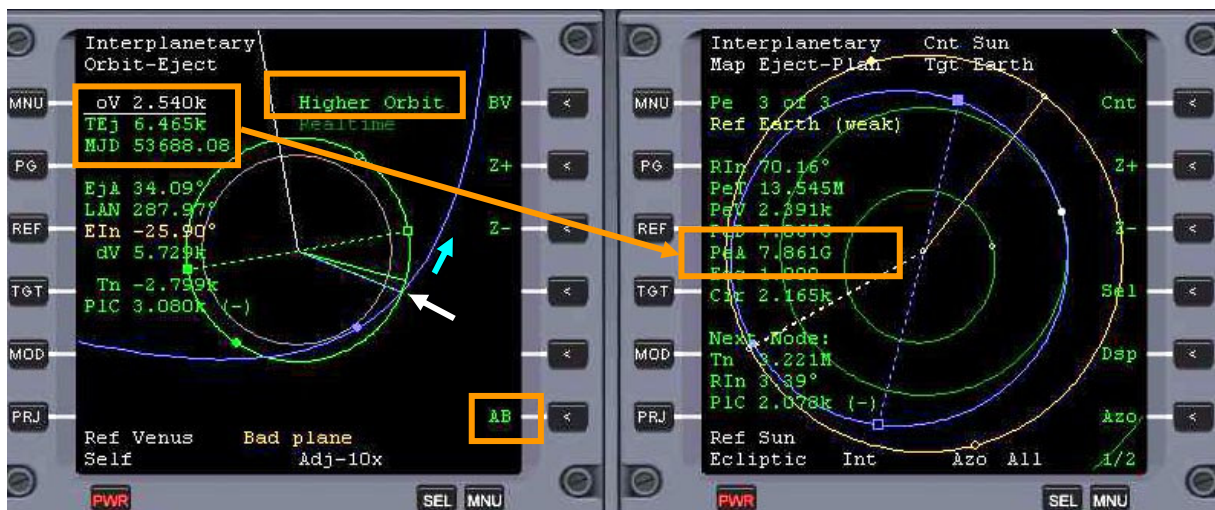 Interplanetary
Orbit-Eject
MNU oV 2.540k Higher Orbit BV <
TEj 6.465k Realtime
MJD 53688.08
PG Z+ <
EjA 34.09°
LAN 287.97°
REF EIn -25.90° Z- <
dV 5.729k
TGT Tn -2.799k <
PlC 3.080k (-)
MOD <
PRJ AB <
Ref Venus Bad plane
Self Adj-10x
PWR SEL MNU
Interplanetary Cnt Sun
Map Eject-Plan Tgt Earth
MNU Pe 3 of 3 Cnt <
Ref Earth (weak)
PG RIn 70.16° Z+ <
PeT 13.545M
PeV 2.391k
REF Z- <
PeA 7.861G
TGT Cir 2.165k Sel <
Next Node:
MOD Tn 3.221M Dsp <
RIn 3.39°
PlC 2.078k (-)
PRJ Azo <
Ref Sun
Ecliptic Int Azo All 1/2
PWR SEL MNU